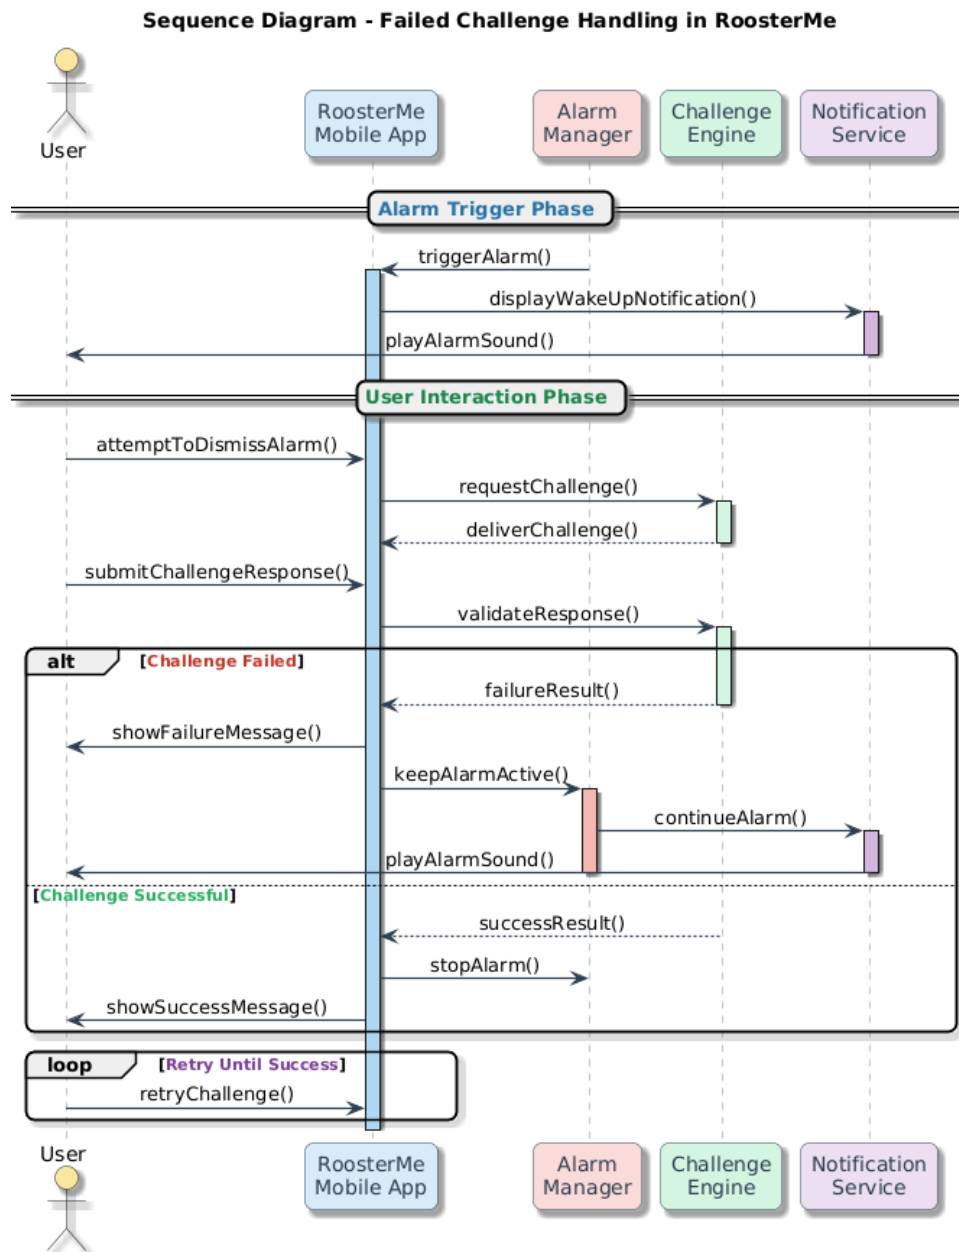 Sequence Diagram - Failed Challenge Handling in RoosterMe
User
RoosterMe
Mobile App
Alarm
Manager
Challenge
Engine
Notification
Service
Alarm Trigger Phase
triggerAlarm()
displayWakeUpNotification()
playAlarmSound()
User Interaction Phase
attemptToDismissAlarm()
requestChallenge()
deliverChallenge()
submitChallengeResponse()
validateResponse()
alt
[Challenge Failed]
failureResult()
showFailureMessage()
keepAlarmActive()
continueAlarm()
playAlarmSound()
[Challenge Successful]
successResult()
stopAlarm()
showSuccessMessage()
loop
[Retry Until Success]
retryChallenge()
User
RoosterMe
Mobile App
Alarm
Manager
Challenge
Engine
Notification
Service